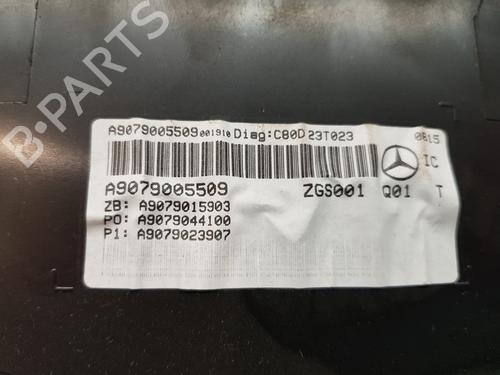 B-PARTS
A9079005509 001910 Diag:C80D 23T023 0815
IC
A9079005509 ZGS001 Q01 T
ZB: A9079015903
P0: A9079044100
P1: A9079023907